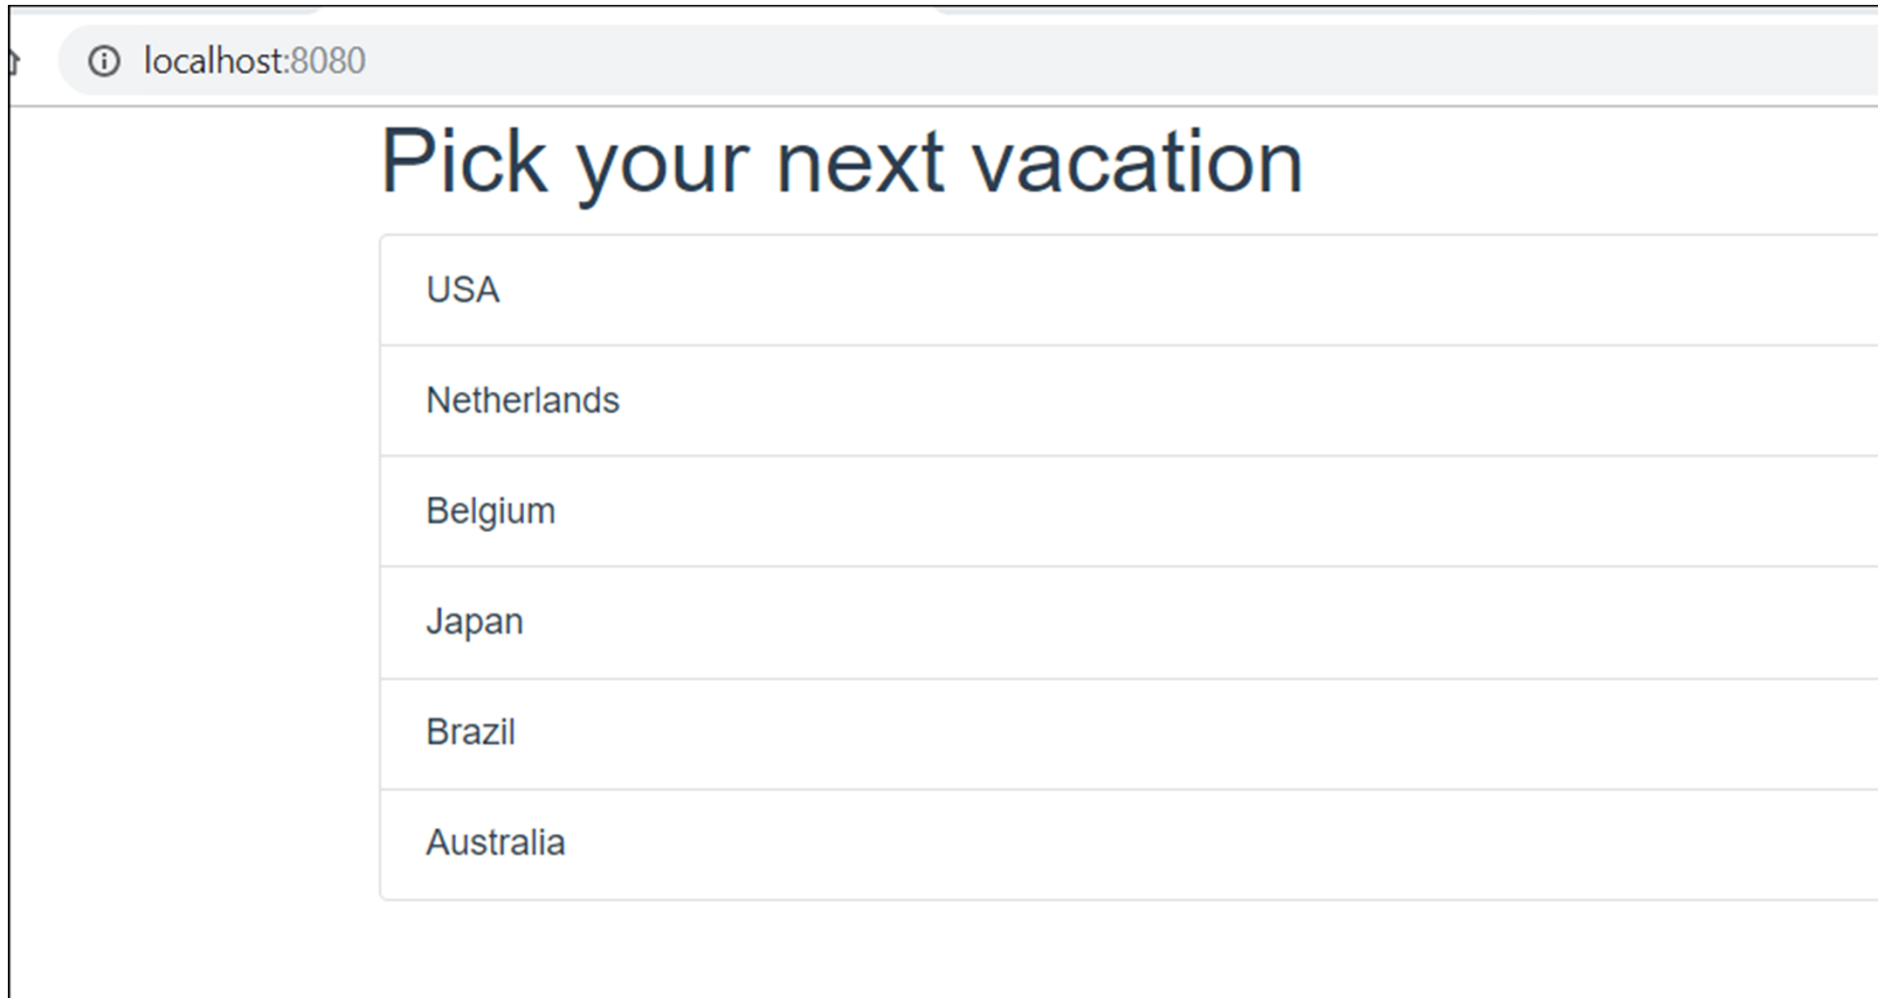 localhost:8080
Pick your next vacation
USA
Netherlands
Belgium
Japan
Brazil
Australia